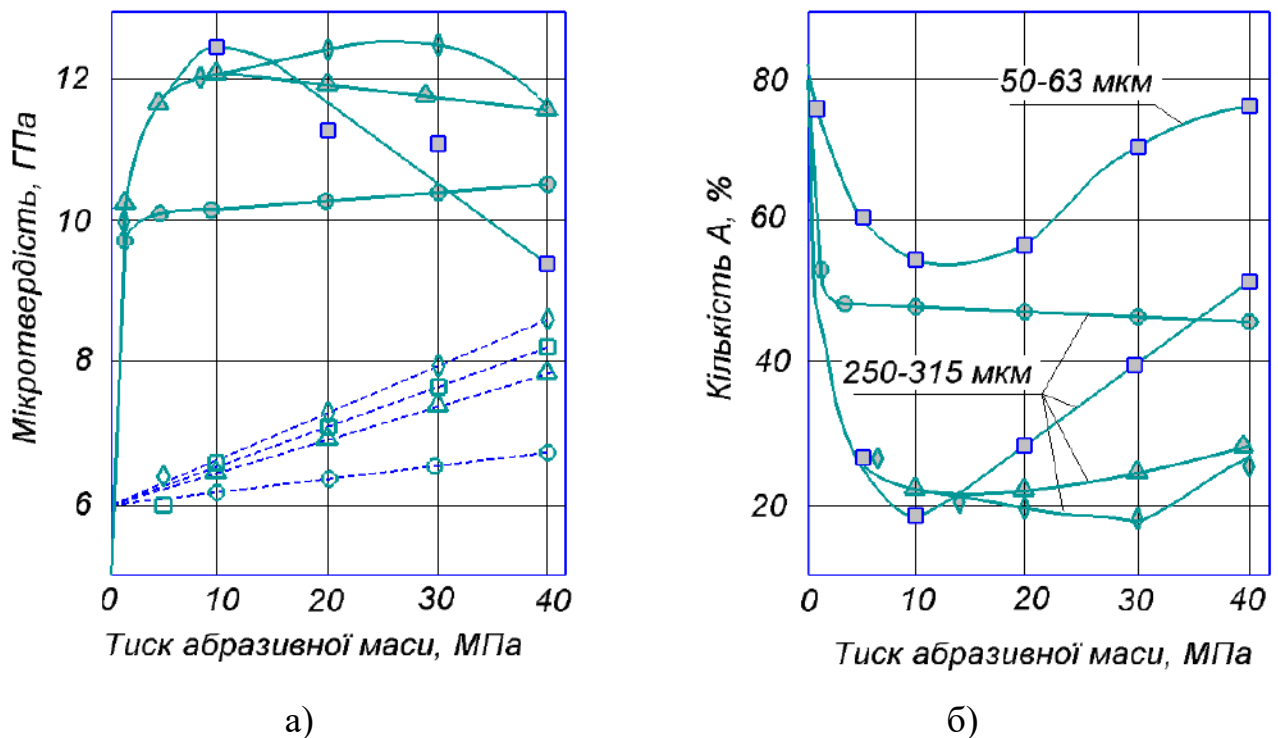 Мікротвердість, ГПа
12
10
8
6
0 10 20 30 40
Тиск абразивної маси, МПа
а)
Кількість А, %
80
60
40
20
50-63 мкм
250-315 мкм
0 10 20 30 40
Тиск абразивної маси, МПа
б)